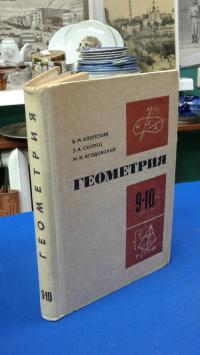 В. М. КЛОПСКИЙ
З. А. СКОПЕЦ
М. И. ЯГОДОВСКИЙ
ГЕОМЕТРИЯ
9-10
ГЕОМЕТРИЯ
9-10